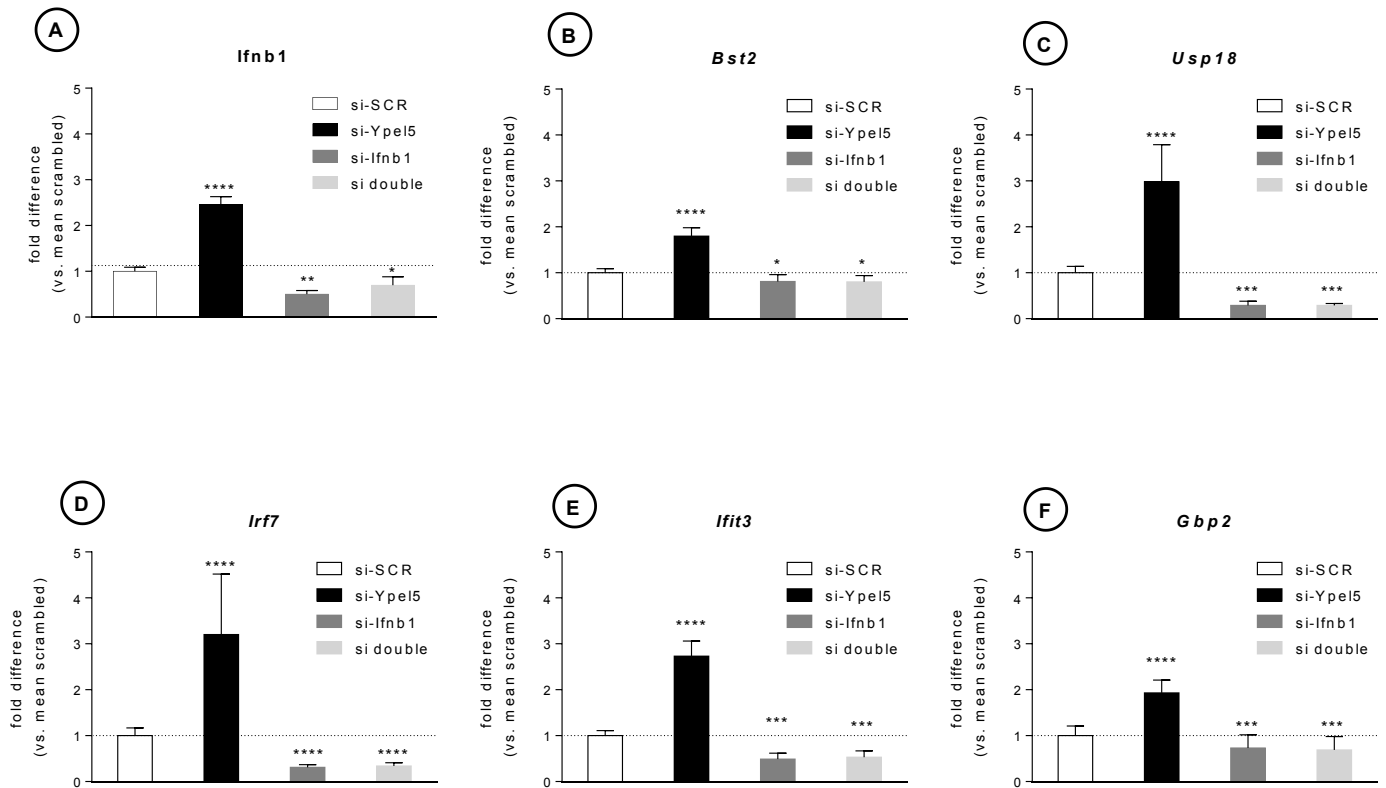 A
Ifnb1
fold difference
(vs. mean scrambled)
5
4
3
2
1
0
si-SCR
si-Ypel5
si-Ifnb1
si double
****
**
*
B
Bst2
fold difference
(vs. mean scrambled)
5
4
3
2
1
0
si-SCR
si-Ypel5
si-Ifnb1
si double
****
*
*
C
Usp18
fold difference
(vs. mean scrambled)
5
4
3
2
1
0
si-SCR
si-Ypel5
si-Ifnb1
si double
****
***
***
D
Irf7
fold difference
(vs. mean scrambled)
5
4
3
2
1
0
si-SCR
si-Ypel5
si-Ifnb1
si double
****
****
****
E
Ifit3
fold difference
(vs. mean scrambled)
5
4
3
2
1
0
si-SCR
si-Ypel5
si-Ifnb1
si double
****
***
***
F
Gbp2
fold difference
(vs. mean scrambled)
5
4
3
2
1
0
si-SCR
si-Ypel5
si-Ifnb1
si double
****
***
***